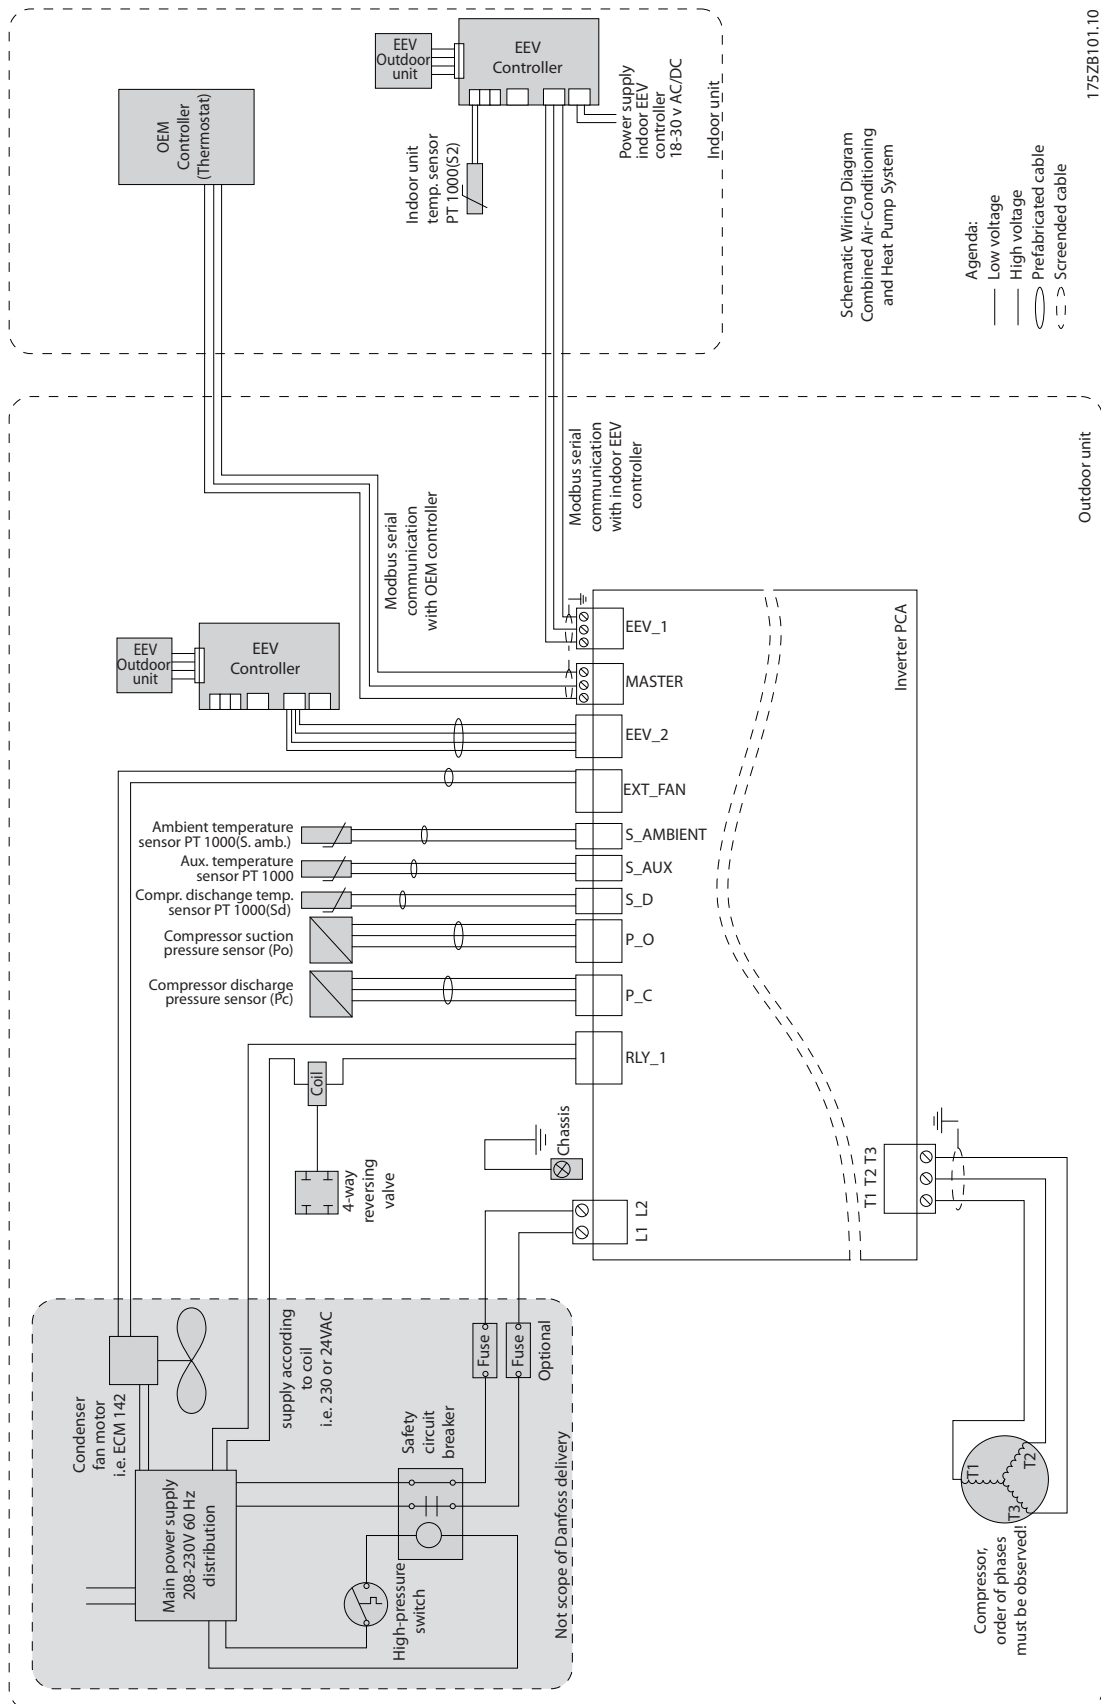 175ZB101.10
EEV
Outdoor
unit
EEV
Controller
OEM
Controller
(Thermostat)
Indoor unit
temp. sensor
PT 1000(S2)
Power supply
indoor EEV
controller
18-30 v AC/DC
Indoor unit
Schematic Wiring Diagram
Combined Air-Conditioning
and Heat Pump System
Agenda:
Low voltage
High voltage
Prefabricated cable
Screended cable
Outdoor unit
Modbus serial
communication
with OEM controller
Modbus serial
communication
with indoor EEV
controller
EEV
Outdoor
unit
EEV
Controller
EEV_1
MASTER
EEV_2
EXT_FAN
S_AMBIENT
S_AUX
S_D
P_O
P_C
RLY_1
Inverter PCA
Ambient temperature
sensor PT 1000(S. amb.)
Aux. temperature
sensor PT 1000
Compr. discharge temp.
sensor PT 1000(Sd)
Compressor suction
pressure sensor (Po)
Compressor discharge
pressure sensor (Pc)
Coil
4-way
reversing
valve
Chassis
L1 L2
T1 T2 T3
Condenser
fan motor
i.e. ECM 142
supply according
to coil
i.e. 230 or 24VAC
Fuse
Fuse
Optional
Main power supply
208-230V 60 Hz
distribution
Safety
circuit
breaker
High-pressure
switch
Not scope of Danfoss delivery
T1
T2
T3
Compressor,
order of phases
must be observed!